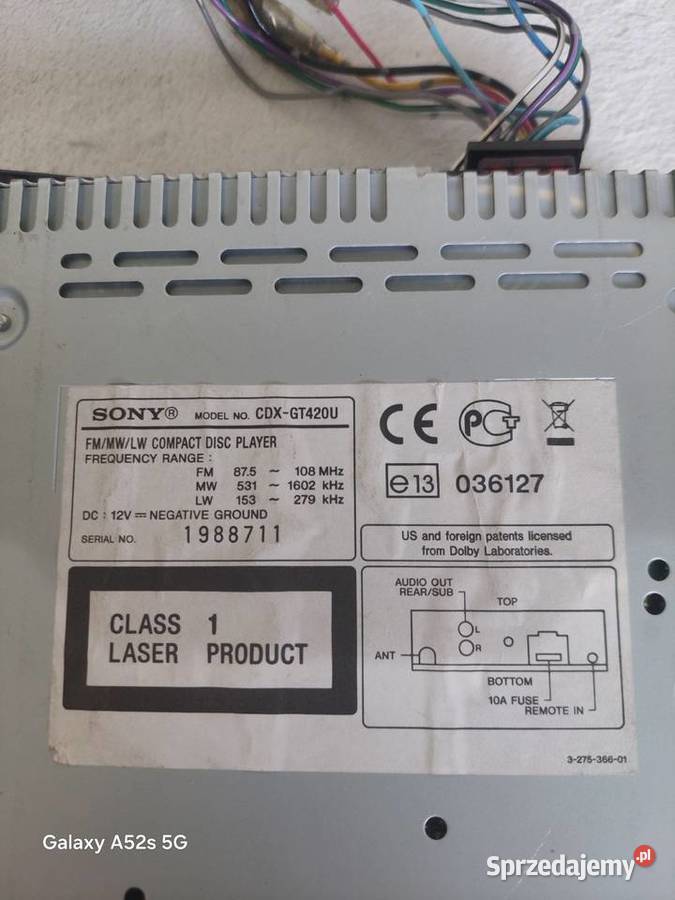 SONY® MODEL NO. CDX-GT420U
FM/MW/LW COMPACT DISC PLAYER
FREQUENCY RANGE :
FM 87.5 ~ 108 MHz
MW 531 ~ 1602 kHz
LW 153 ~ 279 kHz
DC : 12V ⎓ NEGATIVE GROUND
SERIAL NO. 1988711
CE
PCT
e13 036127
US and foreign patents licensed
from Dolby Laboratories.
CLASS 1
LASER PRODUCT
AUDIO OUT
REAR/SUB
TOP
L
R
ANT
BOTTOM
10A FUSE
REMOTE IN
3-275-366-01
Galaxy A52s 5G
Sprzedajemy.pl